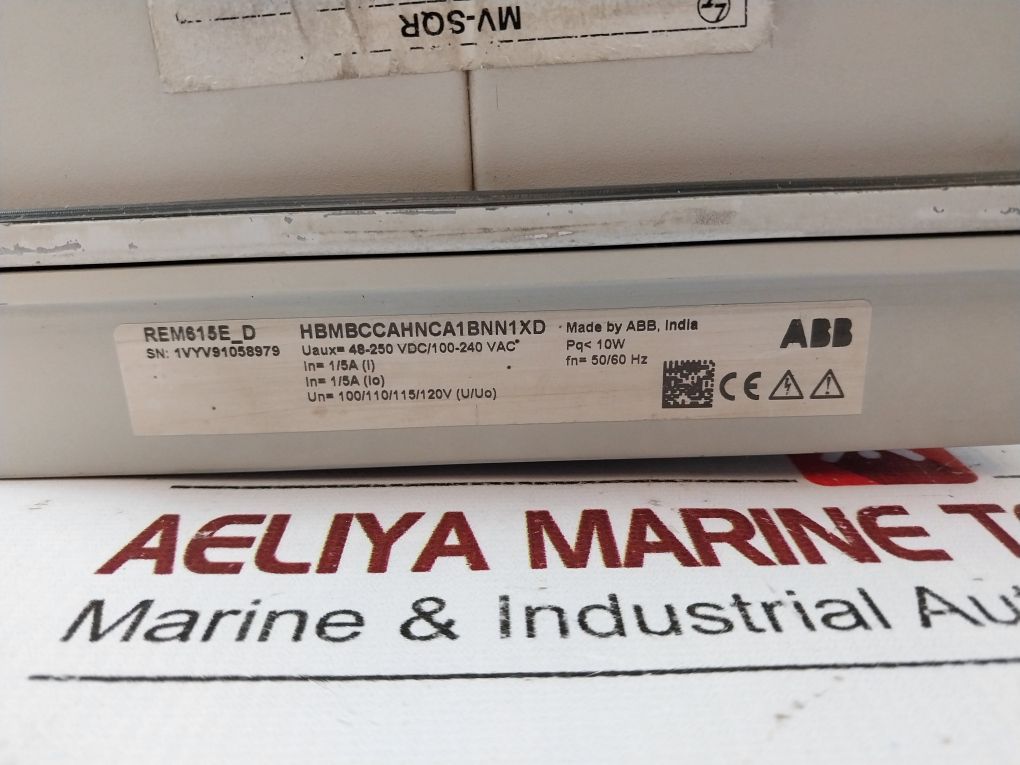 MV-SQR
REM615E_D
SN: 1VYV91058979
HBMBCCAHNCA1BNN1XD
Uaux= 48-250 VDC/100-240 VAC
In= 1/5A (I)
In= 1/5A (Io)
Un= 100/110/115/120V (U/Uo)
Made by ABB, India
Pq< 10W
fn= 50/60 Hz
ABB
CE
AELIYA MARINE
Marine & Industrial